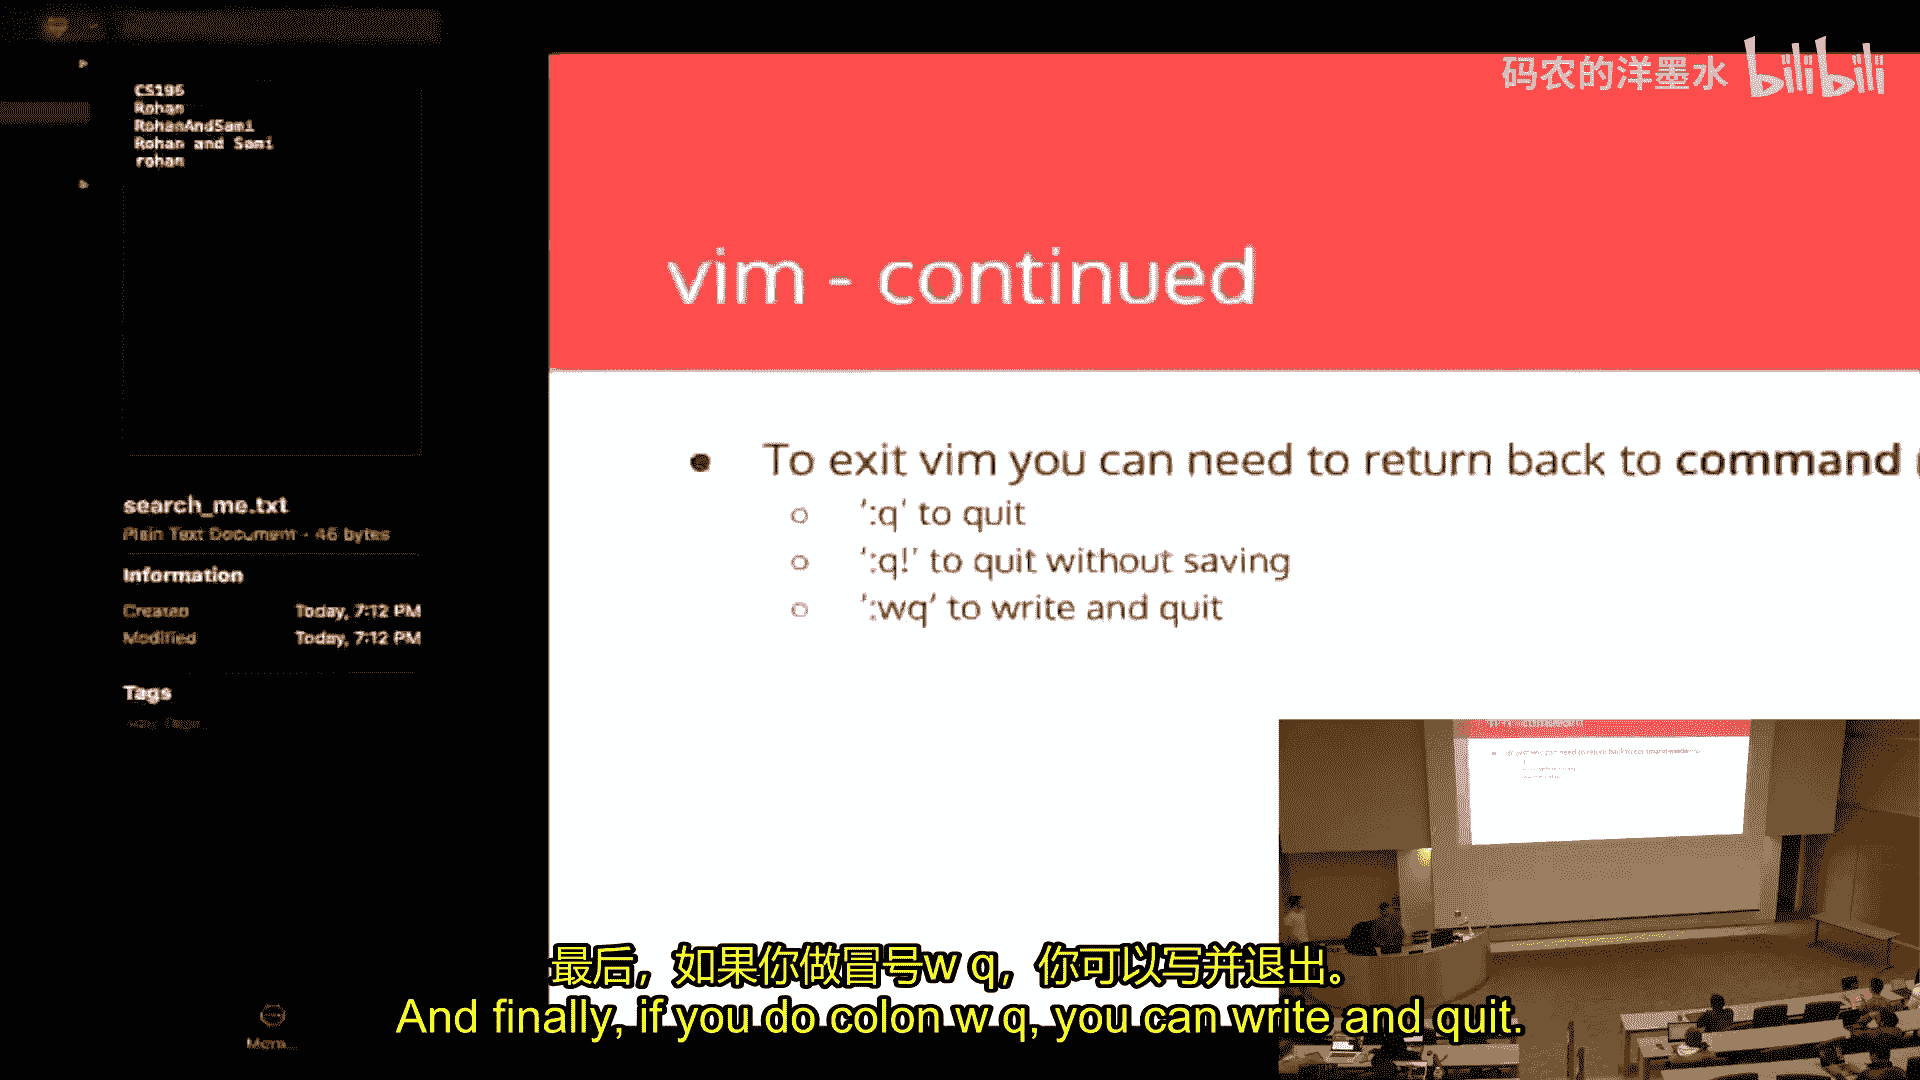 码农的洋墨水 bilibili
CS196
Rohan
RohanAndSami
Rohan and Sami
rohan
search_me.txt
Plain Text Document - 46 bytes
Information
Created Today, 7:12 PM
Modified Today, 7:12 PM
Tags
More...
vim - continued
To exit vim you can need to return back to command
':q' to quit
':q!' to quit without saving
':wq' to write and quit
最后，如果你做冒号w q，你可以写并退出。
And finally, if you do colon w q, you can write and quit.